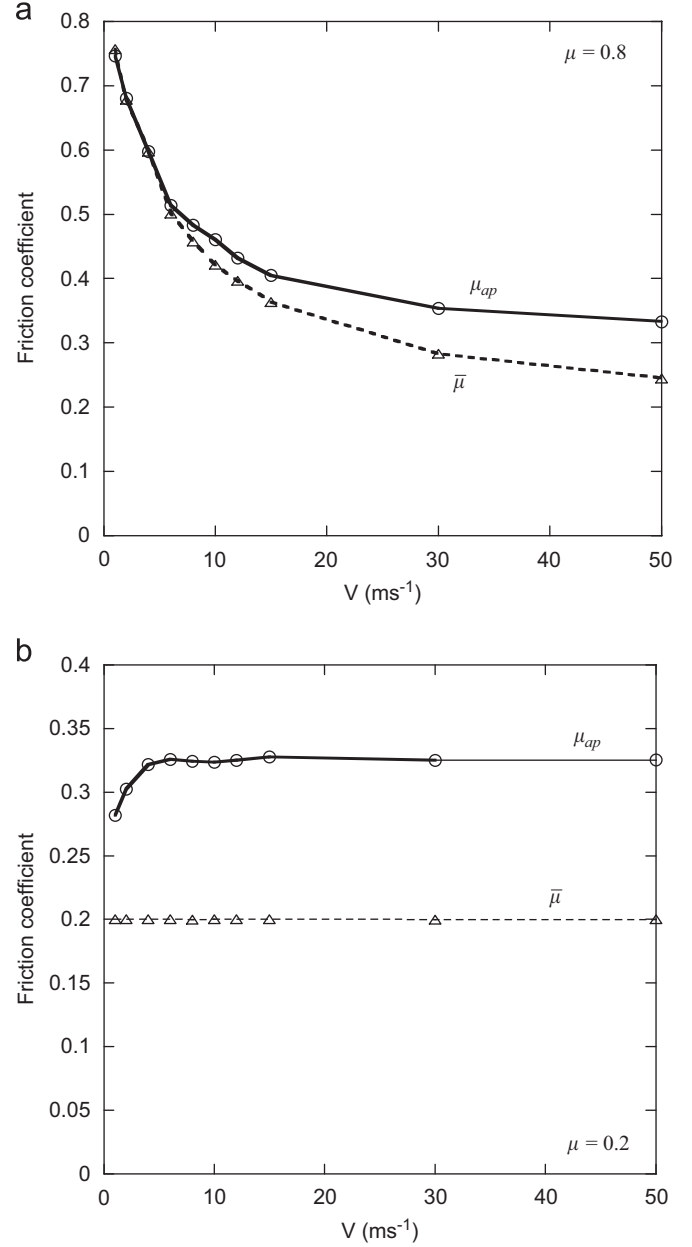 a
0.8
μ = 0.8
0.7
0.6
0.5
Friction coefficient
0.4
μap
0.3
μ̄
0.2
0.1
0
0 10 20 30 40 50
V (ms⁻¹)
b
0.4
0.35
μap
0.3
0.25
Friction coefficient
μ̄
0.2
0.15
0.1
0.05
μ = 0.2
0
0 10 20 30 40 50
V (ms⁻¹)